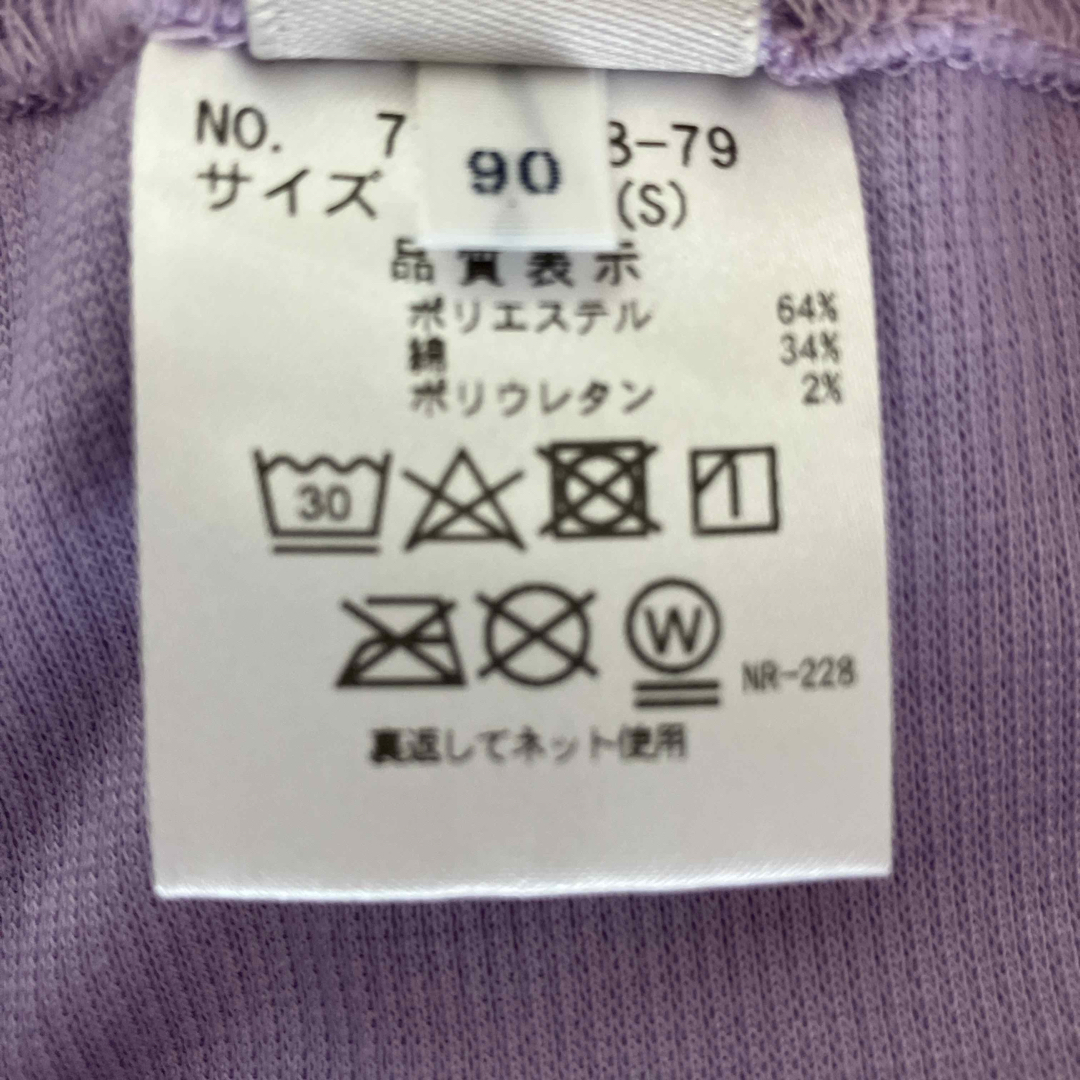 NO. 7 3-79
90
サイズ (S)
品質表示
ポリエステル 64%
綿 34%
ポリウレタン 2%
30
W
NR-228
裏返してネット使用